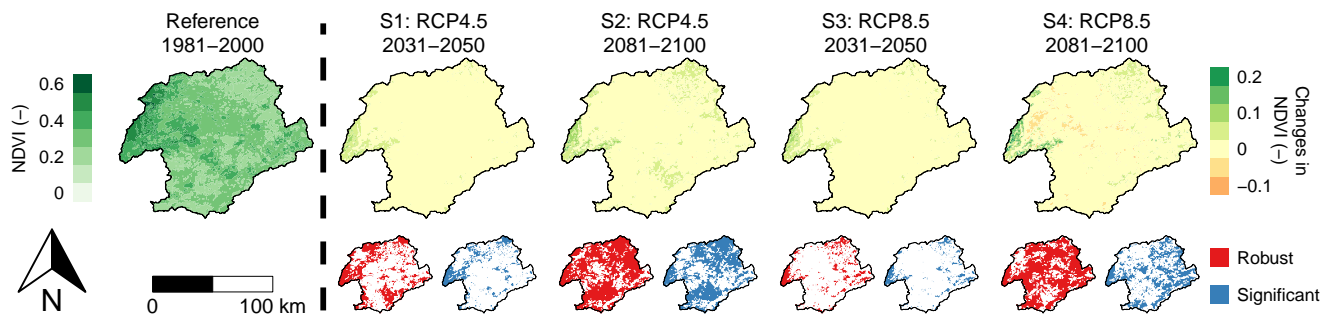 Reference
1981–2000
S1: RCP4.5
2031–2050
S2: RCP4.5
2081–2100
S3: RCP8.5
2031–2050
S4: RCP8.5
2081–2100
NDVI (–)
0.6
0.4
0.2
0
0.2
0.1
0
−0.1
Changes in
NDVI (–)
N
0
100 km
Robust
Significant